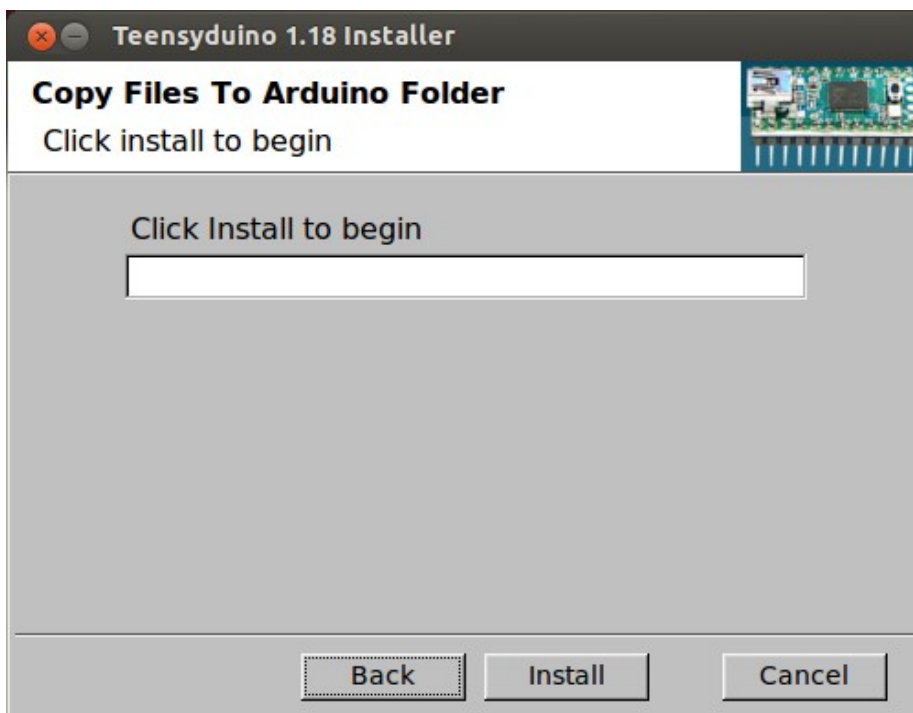 Teensyduino 1.18 Installer
Copy Files To Arduino Folder
Click install to begin
Click Install to begin
Back Install Cancel